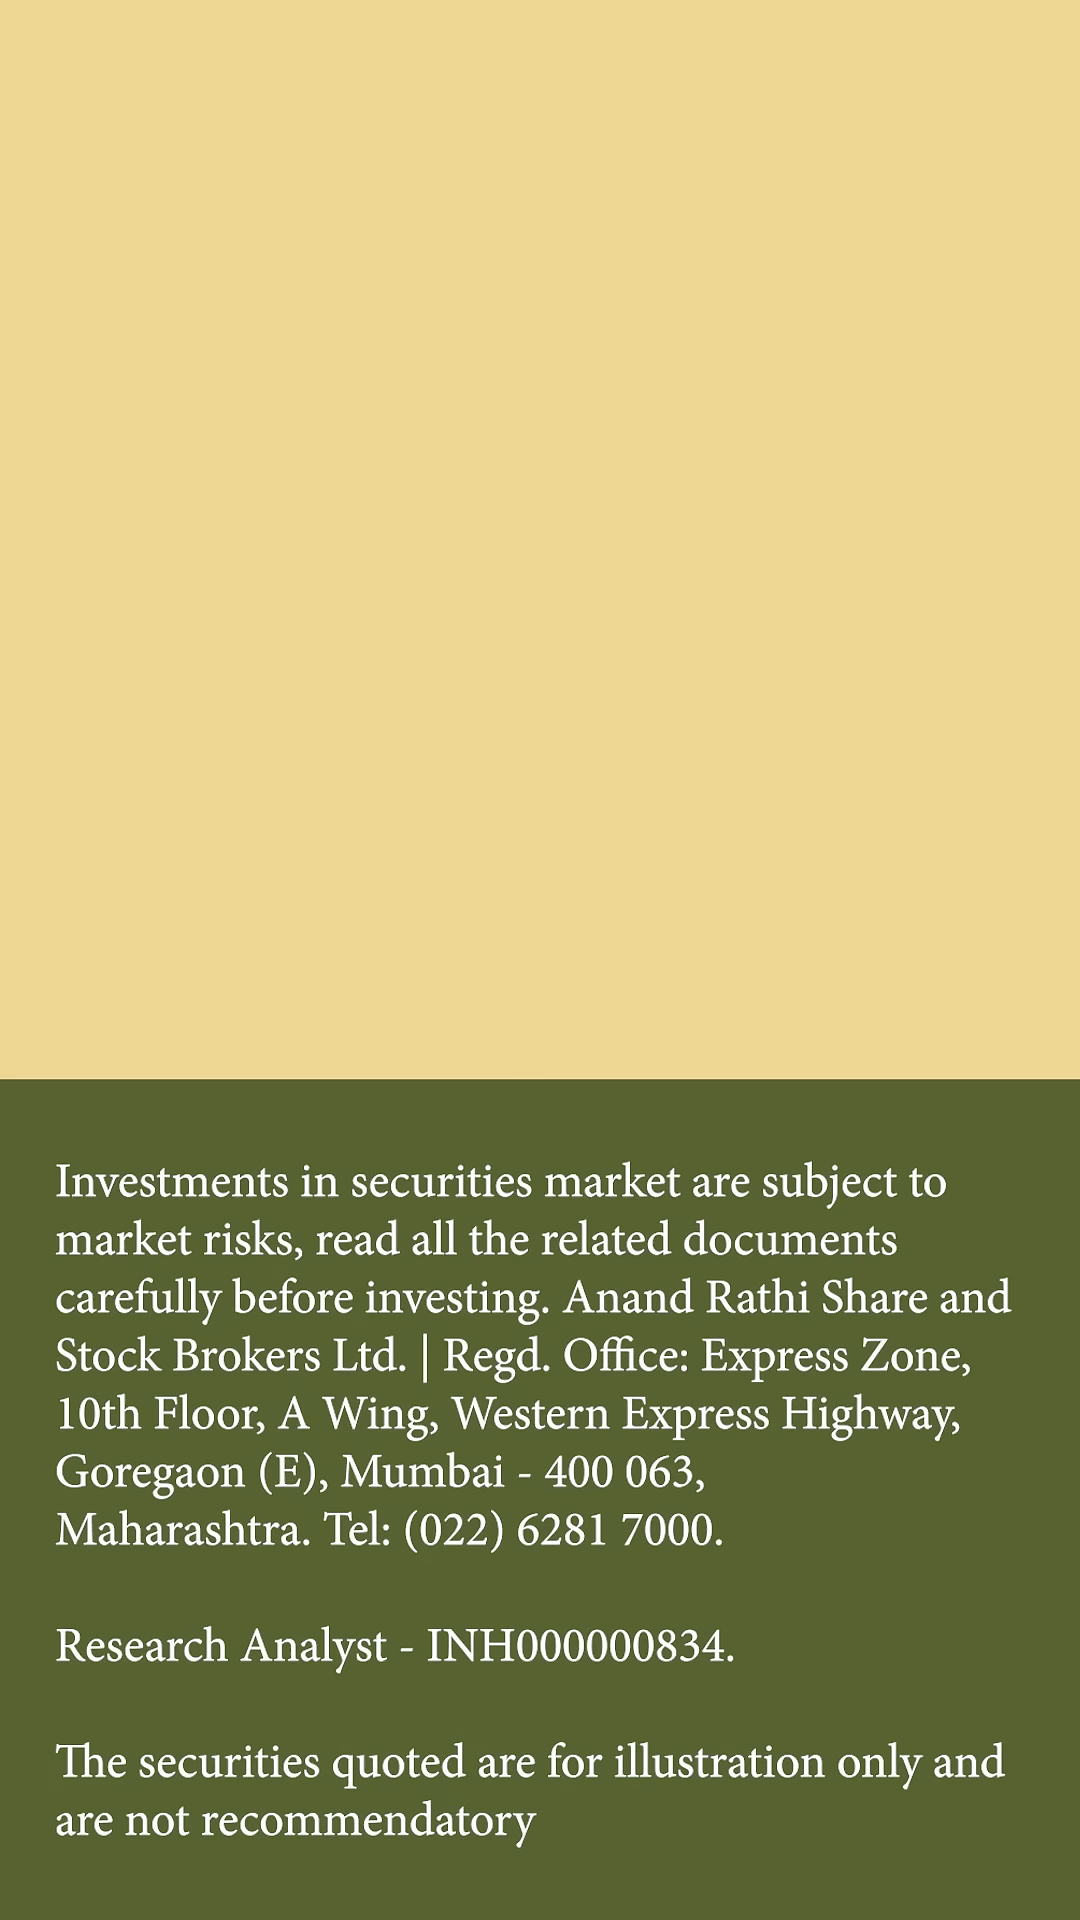 Investments in securities market are subject to
market risks, read all the related documents
carefully before investing. Anand Rathi Share and
Stock Brokers Ltd. | Regd. Office: Express Zone,
10th Floor, A Wing, Western Express Highway,
Goregaon (E), Mumbai - 400 063,
Maharashtra. Tel: (022) 6281 7000.
Research Analyst - INH000000834.
The securities quoted are for illustration only and
are not recommendatory